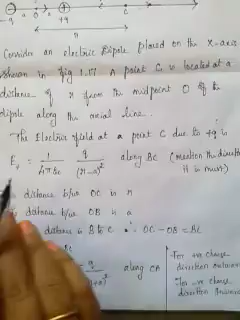 A O B C
-q +q
Consider an electric dipole placed on the x-axis
shown in fig 1.17. A point C, is located at a
distance of r from the midpoint O of the
dipole along the axial line.
The Electric field at a point C due to +q is
E₊ = 1/4πε₀ q/(r-a)² along BC (mention the direction it is must)
distance b/w OC is r
distance b/w OB is a
distance is B to C OC - OB = BC
along CA
For +ve charge
direction outward
For -ve charge
direction